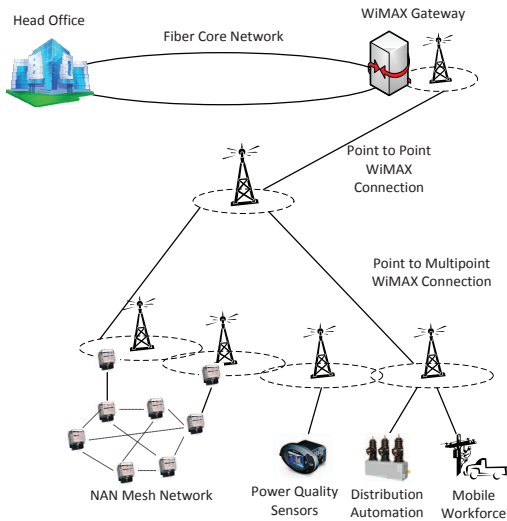 Head Office
Fiber Core Network
WiMAX Gateway
Point to Point
WiMAX
Connection
Point to Multipoint
WiMAX Connection
NAN Mesh Network
Power Quality
Sensors
Distribution
Automation
Mobile
Workforce